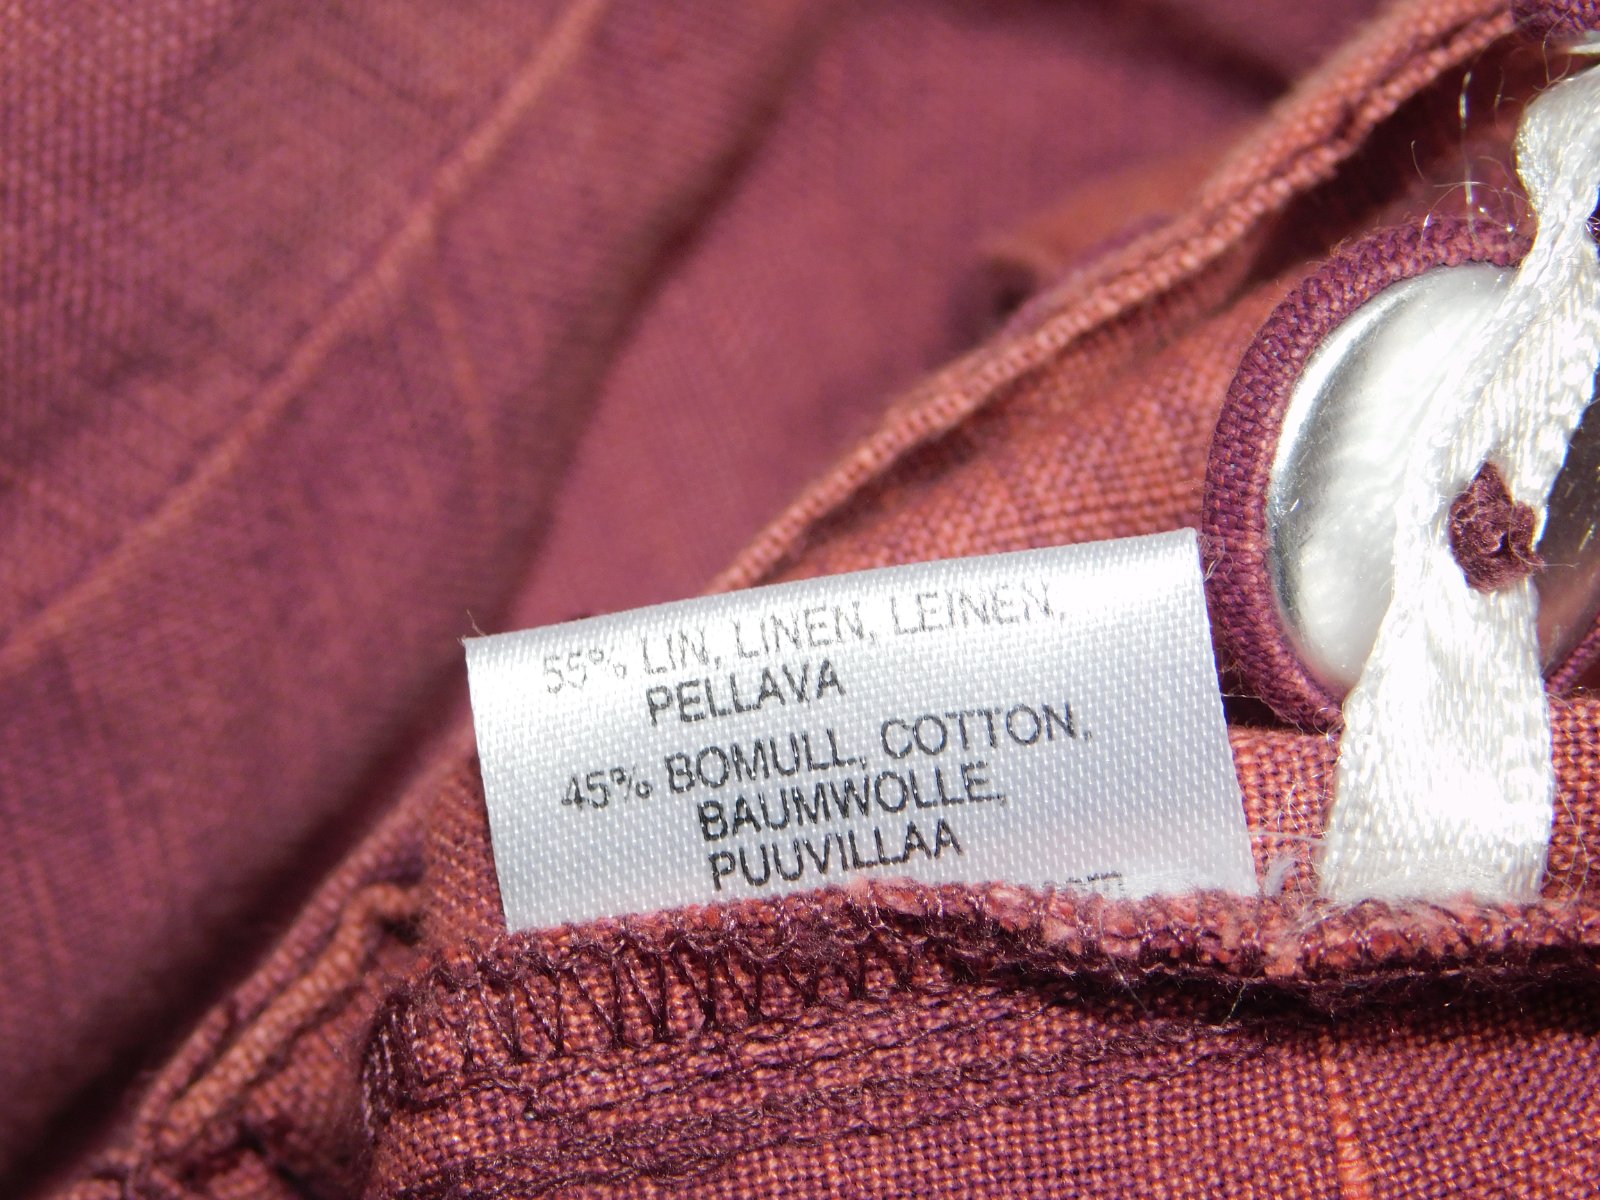 55% LIN, LINEN, LEINEN,
PELLAVA
45% BOMULL, COTTON,
BAUMWOLLE,
PUUVILLAA